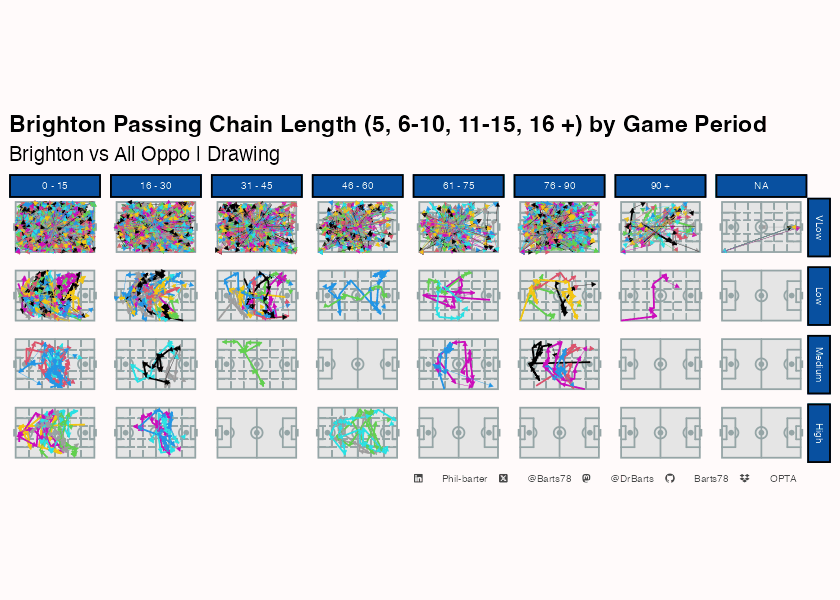 Brighton Passing Chain Length (5, 6-10, 11-15, 16 +) by Game Period
Brighton vs All Oppo I Drawing
0 - 15 16 - 30 31 - 45 46 - 60 61 - 75 76 - 90 90 + NA
V.Low
Low
Medium
High
Phil-barter @Barts78 @DrBarts Barts78 OPTA